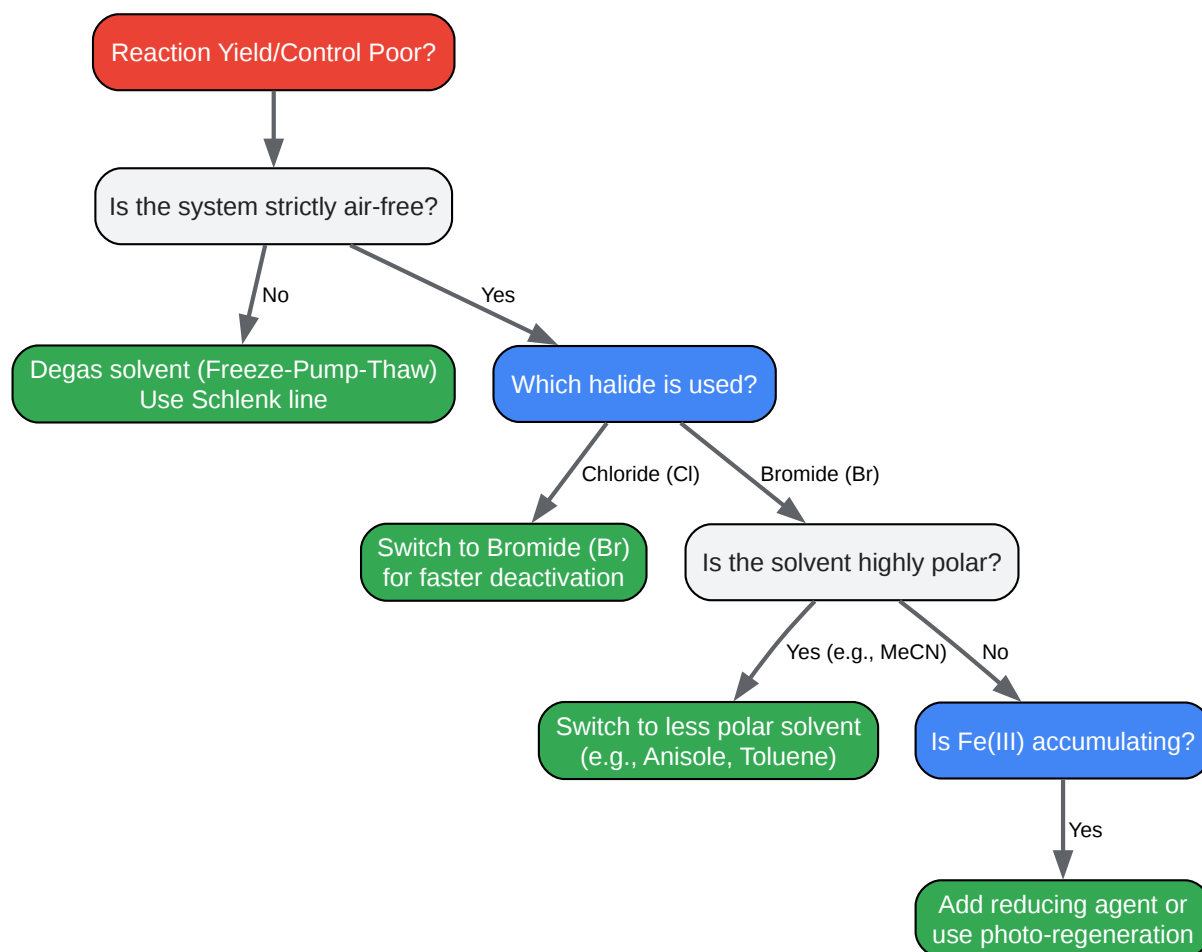 Reaction Yield/Control Poor?
Is the system strictly air-free?
No
Yes
Degas solvent (Freeze-Pump-Thaw)
Use Schlenk line
Which halide is used?
Chloride (Cl)
Bromide (Br)
Switch to Bromide (Br)
for faster deactivation
Is the solvent highly polar?
Yes (e.g., MeCN)
No
Switch to less polar solvent
(e.g., Anisole, Toluene)
Is Fe(III) accumulating?
Yes
Add reducing agent or
use photo-regeneration